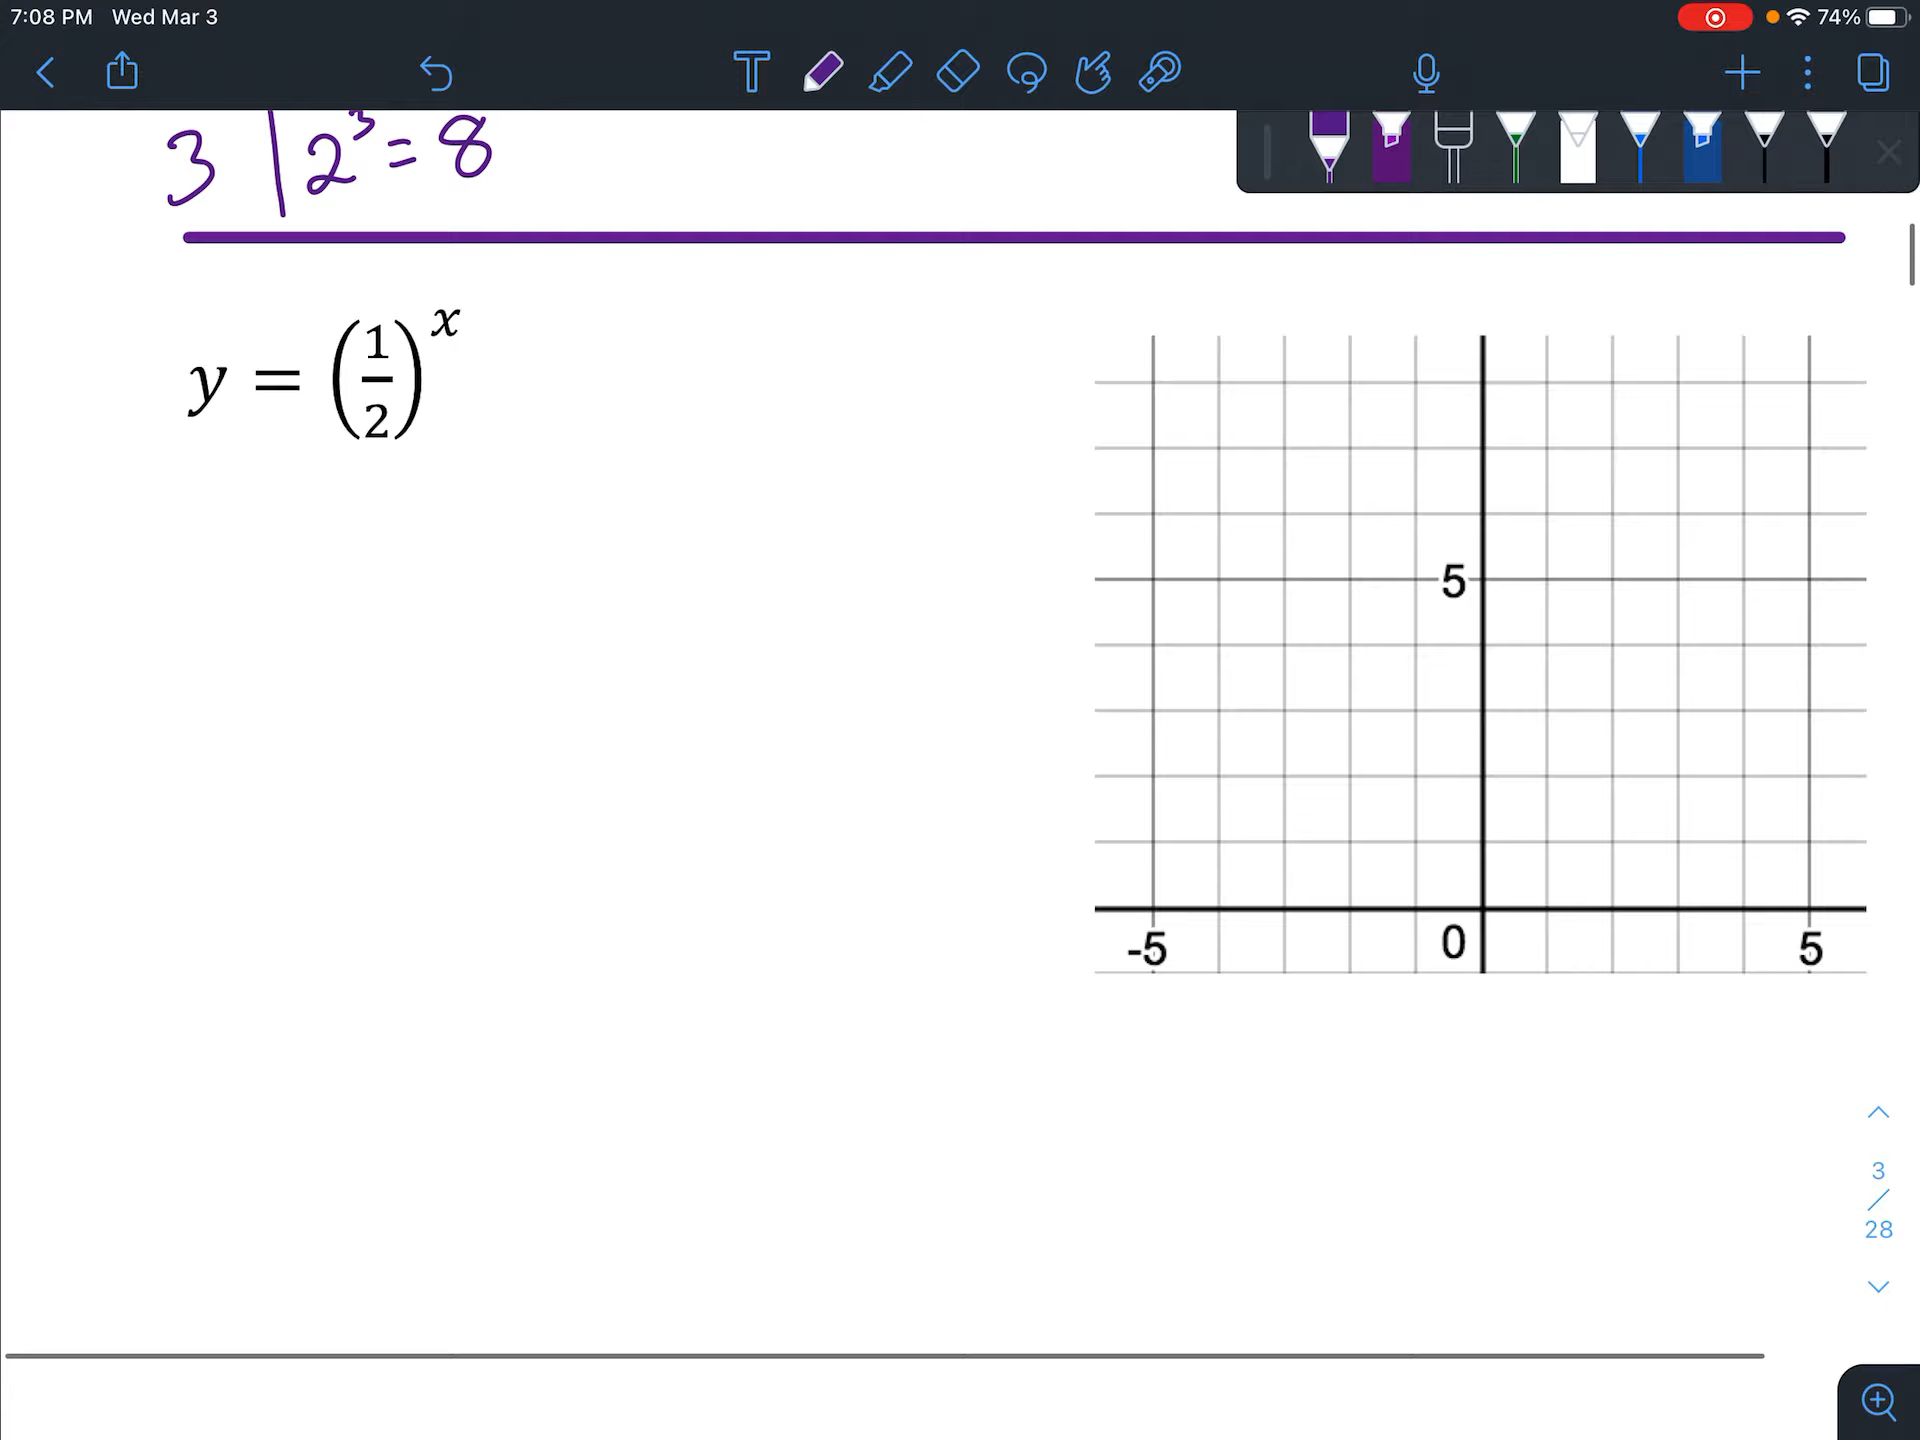 7:08 PM Wed Mar 3
74%
T
3 | 2³ = 8
y = (1/2)^x
5
-5 0 5
3
/
28